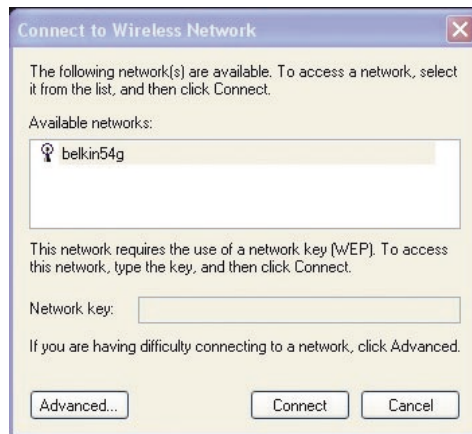 Connect to Wireless Network
The following network(s) are available. To access a network, select
it from the list, and then click Connect.
Available networks:
belkin54g
This network requires the use of a network key (WEP). To access
this network, type the key, and then click Connect.
Network key:
If you are having difficulty connecting to a network, click Advanced.
Advanced... Connect Cancel